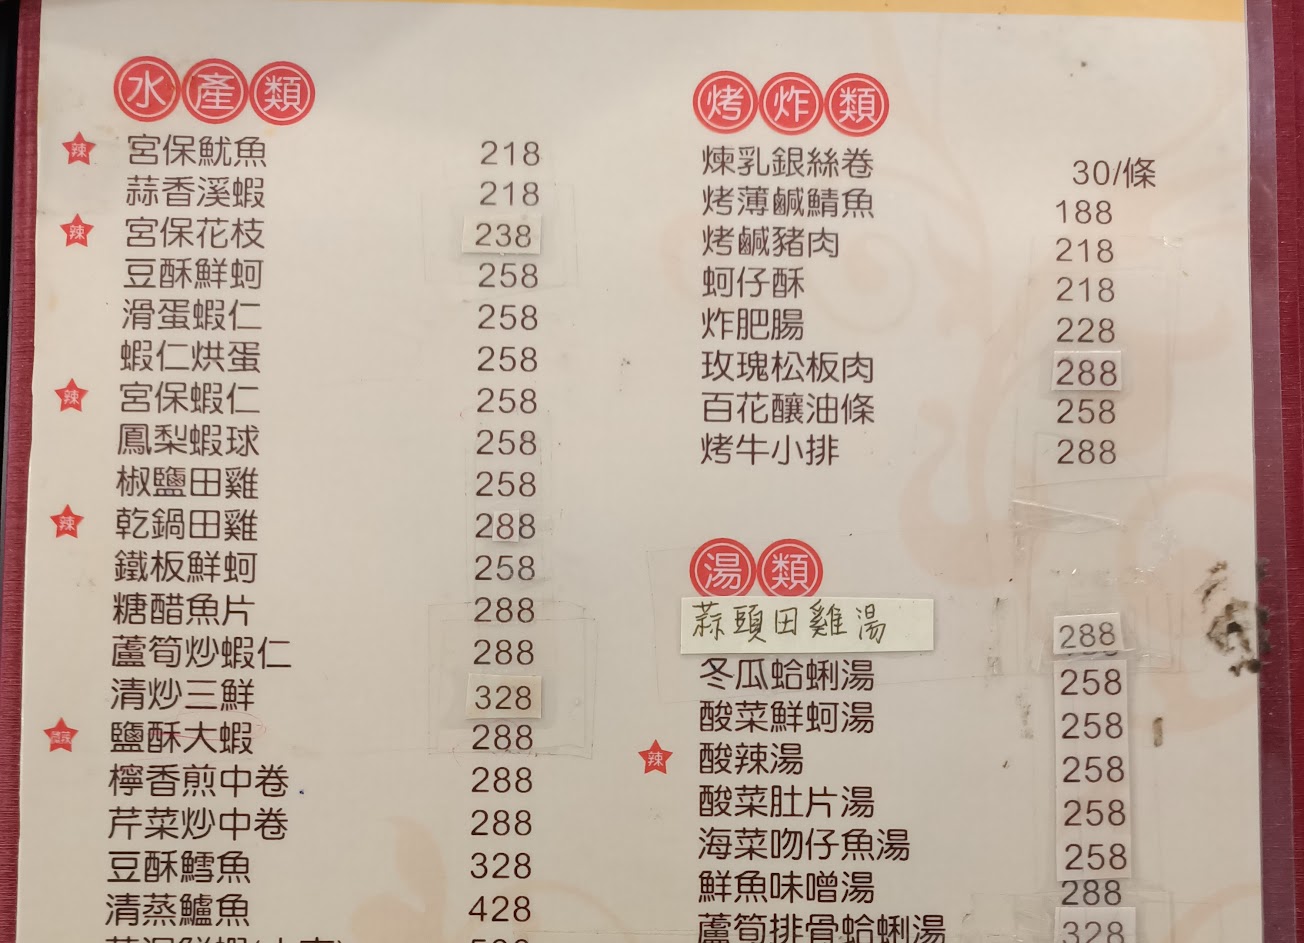 水產類
辣 宮保魷魚 218
蒜香溪蝦 218
辣 宮保花枝 238
豆酥鮮蚵 258
滑蛋蝦仁 258
蝦仁烘蛋 258
辣 宮保蝦仁 258
鳳梨蝦球 258
椒鹽田雞 258
辣 乾鍋田雞 288
鐵板鮮蚵 258
糖醋魚片 288
蘆筍炒蝦仁 288
清炒三鮮 328
微辣 鹽酥大蝦 288
檸香煎中卷 288
芹菜炒中卷 288
豆酥鱈魚 328
清蒸鱸魚 428
烤炸類
煉乳銀絲卷 30/條
烤薄鹹鯖魚 188
烤鹹豬肉 218
蚵仔酥 218
炸肥腸 228
玫瑰松板肉 288
百花釀油條 258
烤牛小排 288
湯類
蒜頭田雞湯 288
冬瓜蛤蜊湯 258
酸菜鮮蚵湯 258
辣 酸辣湯 258
酸菜肚片湯 258
海菜吻仔魚湯 258
鮮魚味噌湯 288
蘆筍排骨蛤蜊湯 328